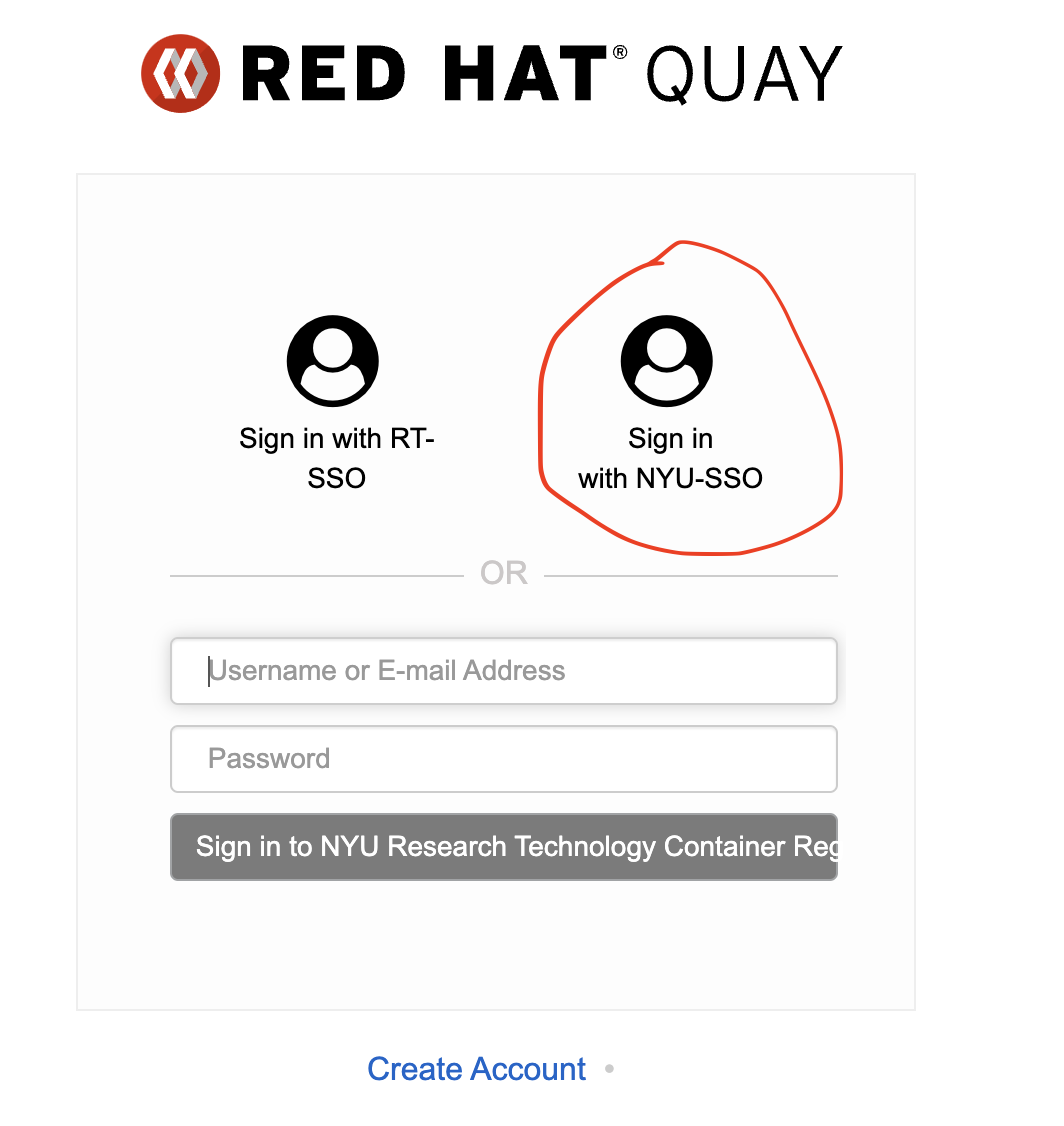 RED HAT® QUAY
Sign in with RT-
SSO
Sign in
with NYU-SSO
OR
Username or E-mail Address
Password
Sign in to NYU Research Technology Container Reg
Create Account •